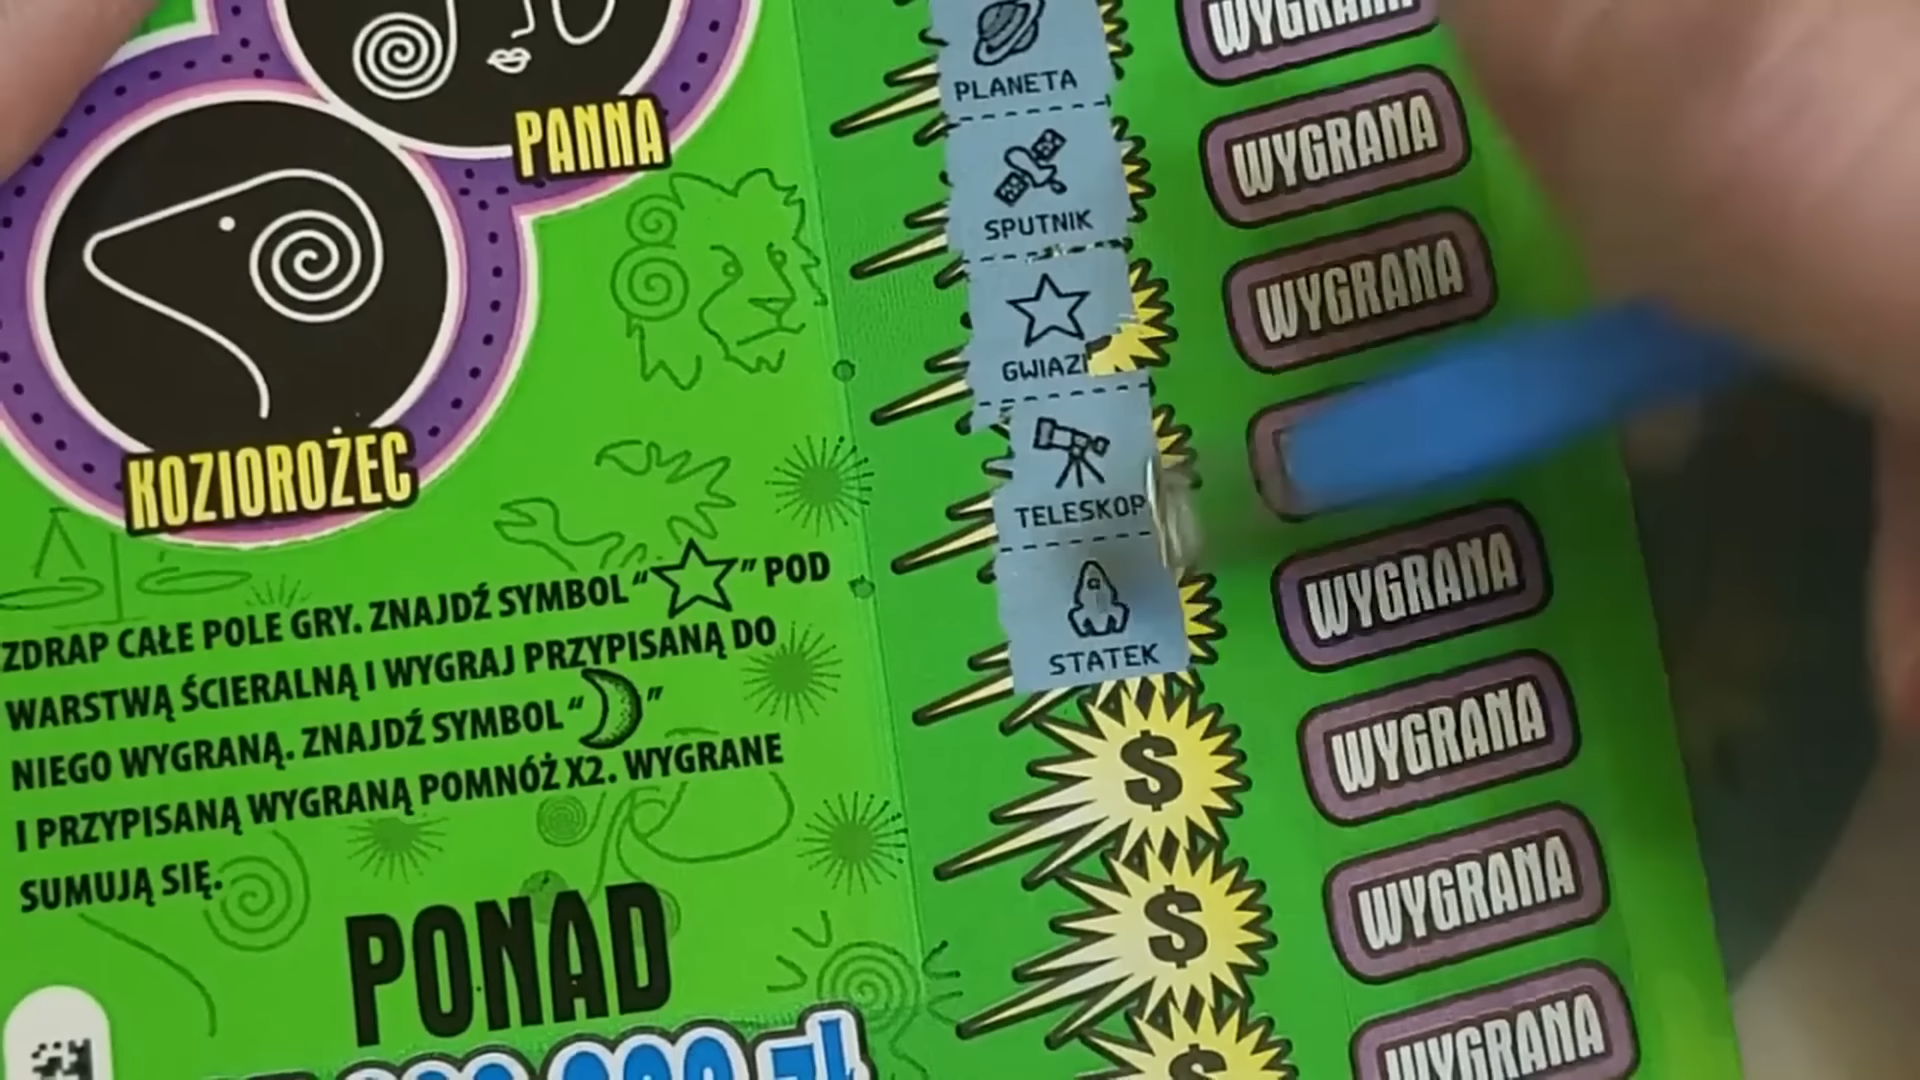 PANNA
KOZIOROŻEC
ZDRAP CAŁE POLE GRY. ZNAJDŹ SYMBOL “ ” POD
WARSTWĄ ŚCIERALNĄ I WYGRAJ PRZYPISANĄ DO
NIEGO WYGRANĄ. ZNAJDŹ SYMBOL “ ”
I PRZYPISANĄ WYGRANĄ POMNÓŻ X2. WYGRANE
SUMUJĄ SIĘ.
PONAD
000 zł
PLANETA
SPUTNIK
GWIAZ
TELESKOP
STATEK
$
$
$
WYGRANA
WYGRANA
WYGRANA
WYGRANA
WYGRANA
WYGRANA
WYGRANA